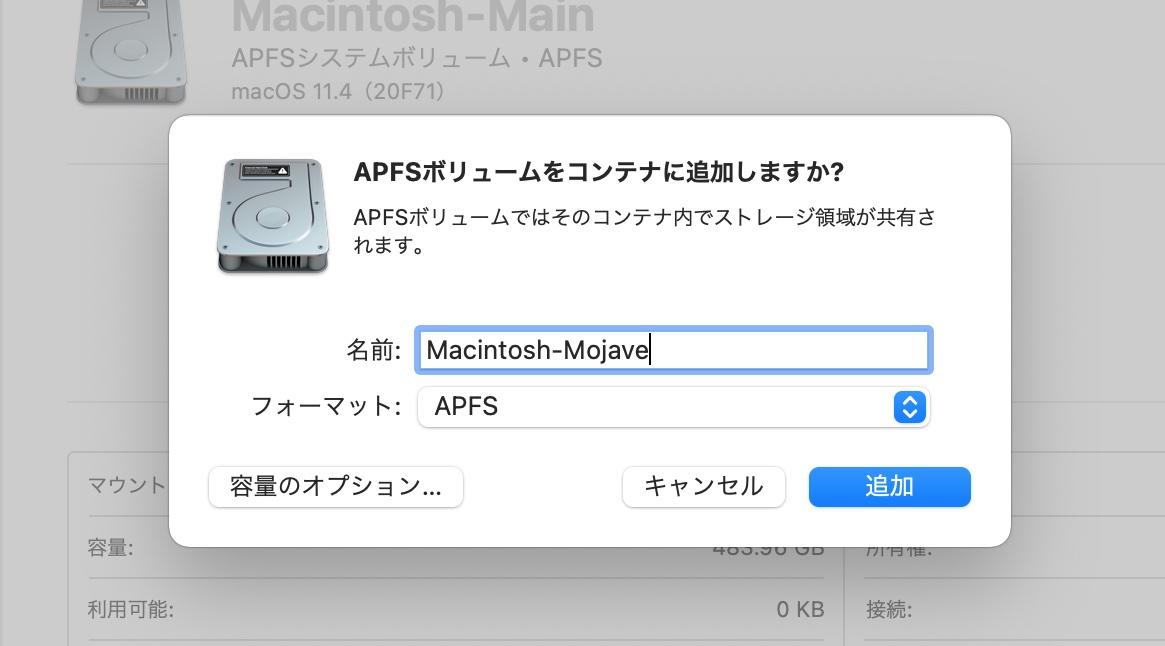 Macintosh-Main
APFSシステムボリューム • APFS
macOS 11.4（20F71）
APFSボリュームをコンテナに追加しますか?
APFSボリュームではそのコンテナ内でストレージ領域が共有さ
れます。
名前: Macintosh-Mojave
フォーマット: APFS
容量のオプション... キャンセル 追加
マウント
容量: 483.96 GB 所有権:
利用可能: 0 KB 接続: